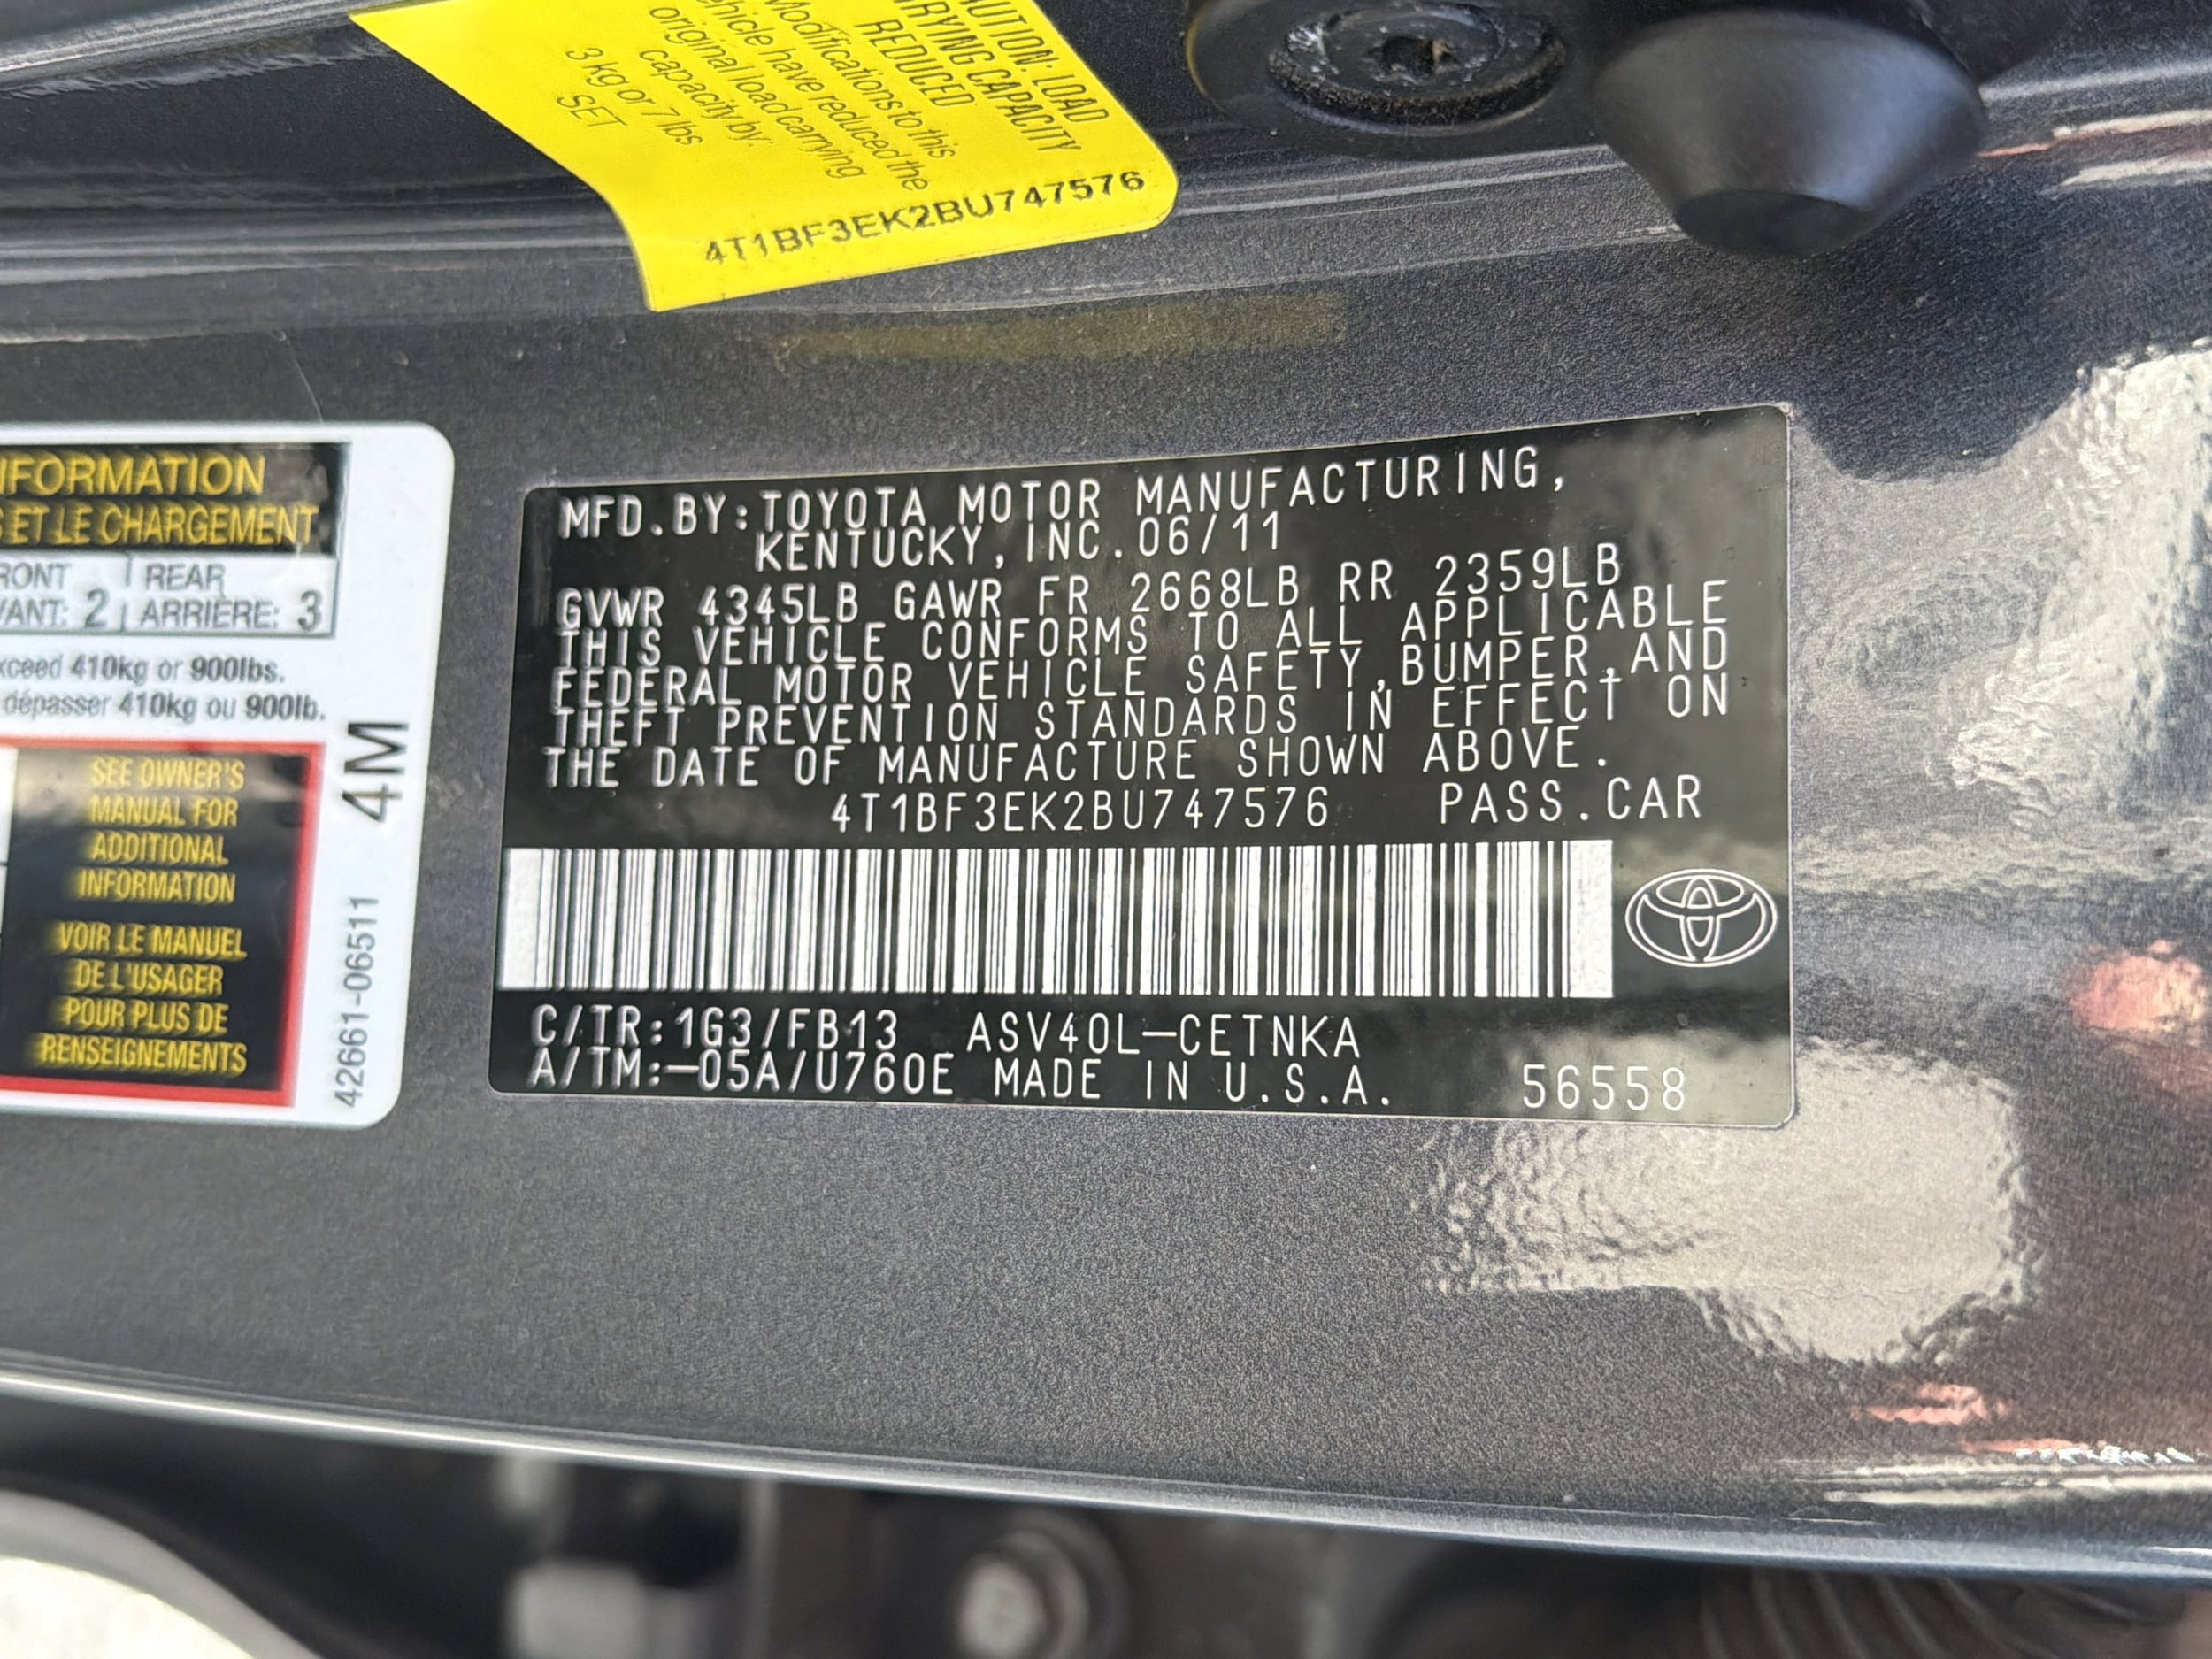 AUTION: LOAD
RYING CAPACITY
REDUCED
Modifications to this
ehicle have reduced the
original load carrying
capacity by:
3 kg or 7 lbs
SET
4T1BF3EK2BU747576
NFORMATION
S ET LE CHARGEMENT
RONT REAR
VANT: 2 ARRIÈRE: 3
xceed 410kg or 900lbs.
dépasser 410kg ou 900lb.
SEE OWNER'S
MANUAL FOR
ADDITIONAL
INFORMATION
VOIR LE MANUEL
DE L'USAGER
POUR PLUS DE
RENSEIGNEMENTS
4M
42661-06511
MFD.BY:TOYOTA MOTOR MANUFACTURING,
KENTUCKY,INC.06/11
GVWR 4345LB GAWR FR 2668LB RR 2359LB
THIS VEHICLE CONFORMS TO ALL APPLICABLE
FEDERAL MOTOR VEHICLE SAFETY,BUMPER,AND
THEFT PREVENTION STANDARDS IN EFFECT ON
THE DATE OF MANUFACTURE SHOWN ABOVE.
4T1BF3EK2BU747576 PASS.CAR
C/TR:1G3/FB13 ASV40L-CETNKA
A/TM:-05A/U760E MADE IN U.S.A. 56558